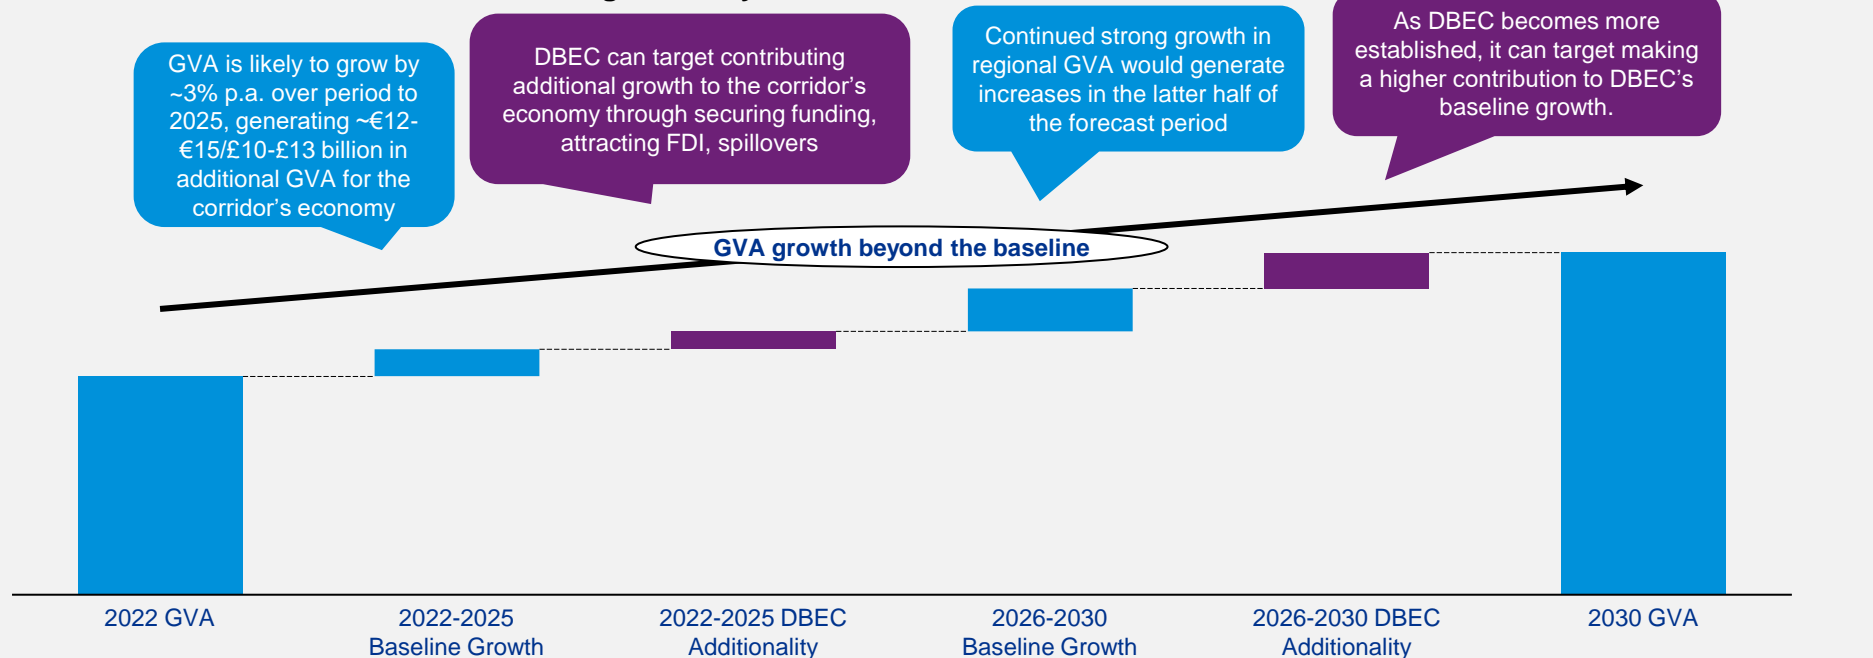 GVA is likely to grow by
~3% p.a. over period to
2025, generating ~€12-
€15/£10-£13 billion in
additional GVA for the
corridor's economy
DBEC can target contributing
additional growth to the corridor's
economy through securing funding,
attracting FDI, spillovers
Continued strong growth in
regional GVA would generate
increases in the latter half of
the forecast period
As DBEC becomes more
established, it can target making
a higher contribution to DBEC's
baseline growth.
GVA growth beyond the baseline
2022 GVA
2022-2025
Baseline Growth
2022-2025 DBEC
Additionality
2026-2030
Baseline Growth
2026-2030 DBEC
Additionality
2030 GVA